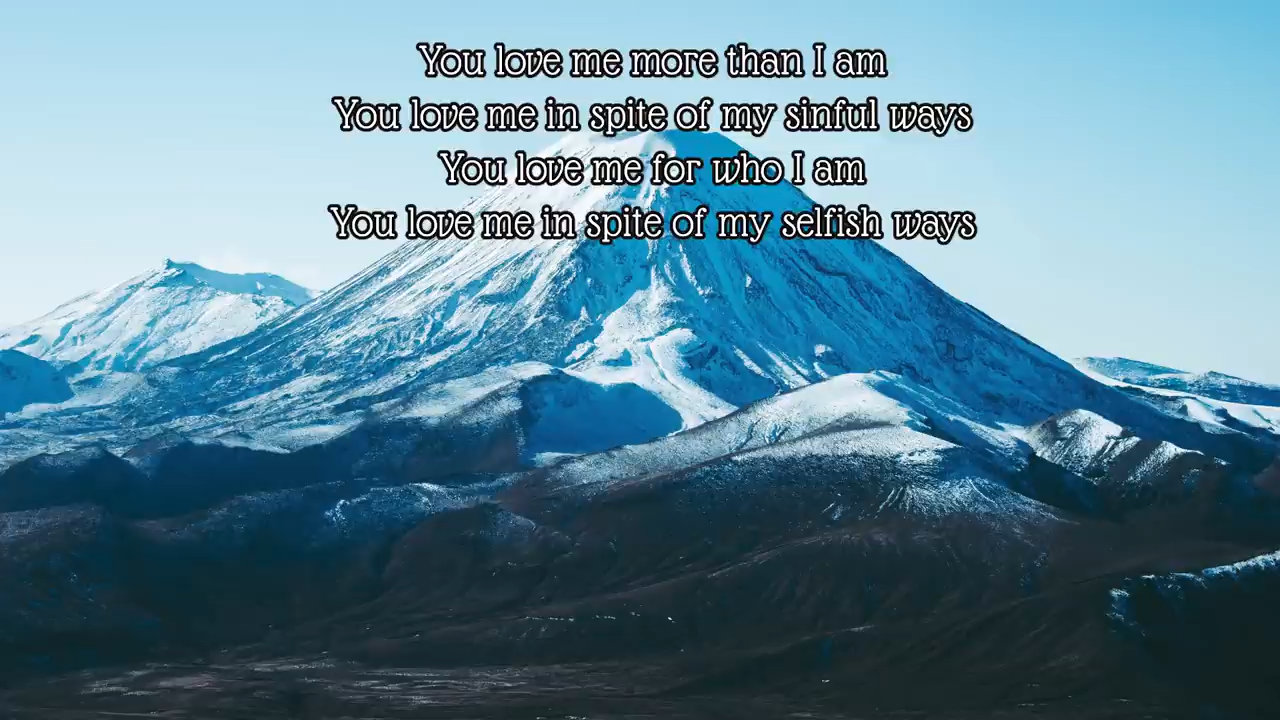 You love me more than I am
You love me in spite of my sinful ways
You love me for who I am
You love me in spite of my selfish ways